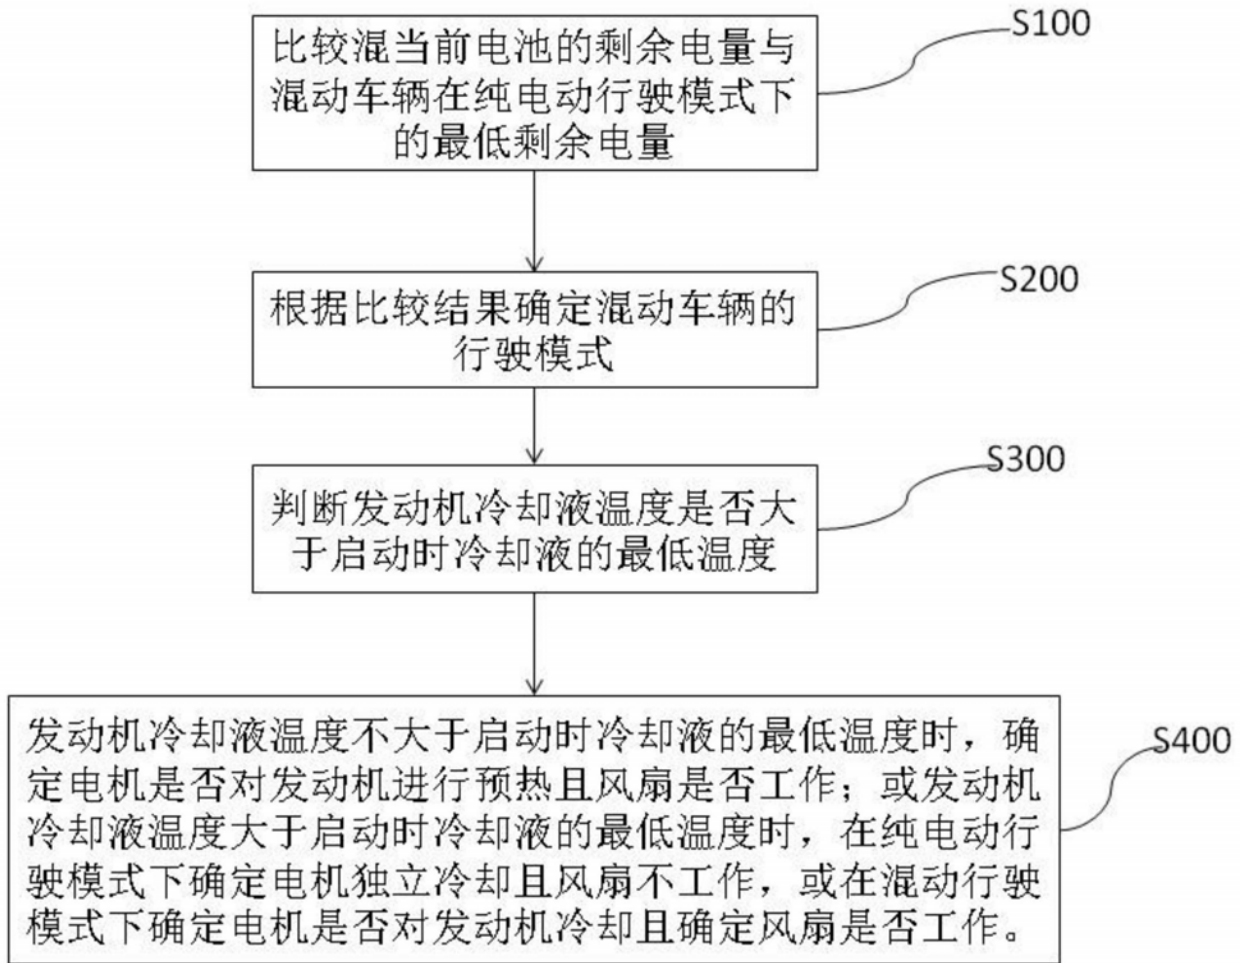 比较混当前电池的剩余电量与
混动车辆在纯电动行驶模式下
的最低剩余电量
S100
根据比较结果确定混动车辆的
行驶模式
S200
判断发动机冷却液温度是否大
于启动时冷却液的最低温度
S300
发动机冷却液温度不大于启动时冷却液的最低温度时，确
定电机是否对发动机进行预热且风扇是否工作；或发动机
冷却液温度大于启动时冷却液的最低温度时，在纯电动行
驶模式下确定电机独立冷却且风扇不工作，或在混动行驶
模式下确定电机是否对发动机冷却且确定风扇是否工作。
S400